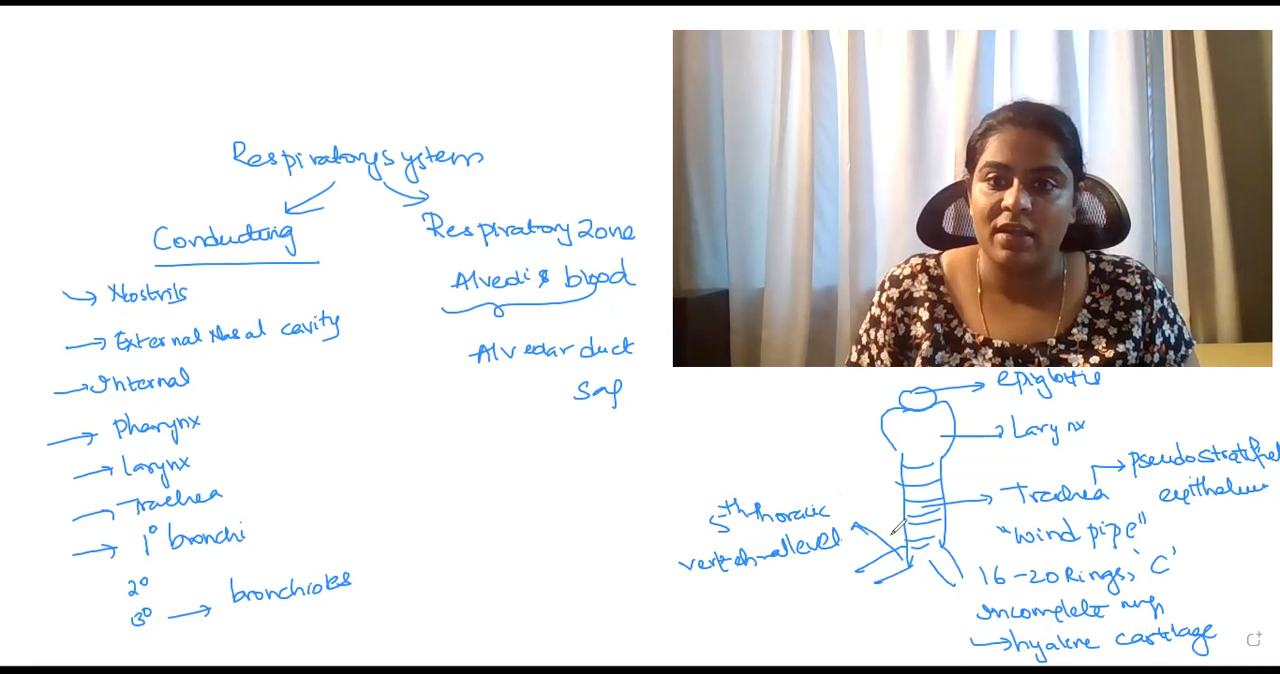 Respiratory system
Conducting
Respiratory Zone
Nostrils
External Nasal cavity
Internal
Pharynx
Larynx
Trachea
1° bronchi
2°
3° bronchioles
Alveoli & blood
Alveolar duct
Sac
epiglottis
Larynx
Trachea
pseudostratified
epithelium
"wind pipe"
16-20 Rings, 'C'
incomplete rings
hyaline cartilage
5th thoracic
vertebral level